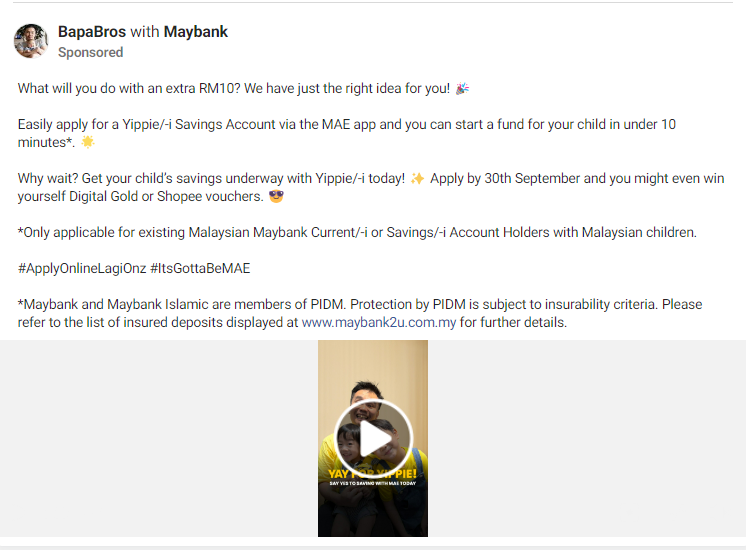 BapaBros with Maybank
Sponsored
What will you do with an extra RM10? We have just the right idea for you! 🎉
Easily apply for a Yippie/-i Savings Account via the MAE app and you can start a fund for your child in under 10
minutes*. 🌟
Why wait? Get your child's savings underway with Yippie/-i today! ✨ Apply by 30th September and you might even win
yourself Digital Gold or Shopee vouchers. 😎
*Only applicable for existing Malaysian Maybank Current/-i or Savings/-i Account Holders with Malaysian children.
#ApplyOnlineLagiOnz #ItsGottaBeMAE
*Maybank and Maybank Islamic are members of PIDM. Protection by PIDM is subject to insurability criteria. Please
refer to the list of insured deposits displayed at www.maybank2u.com.my for further details.
YAY FOR YIPPIE!
SAY YES TO SAVING WITH MAE TODAY